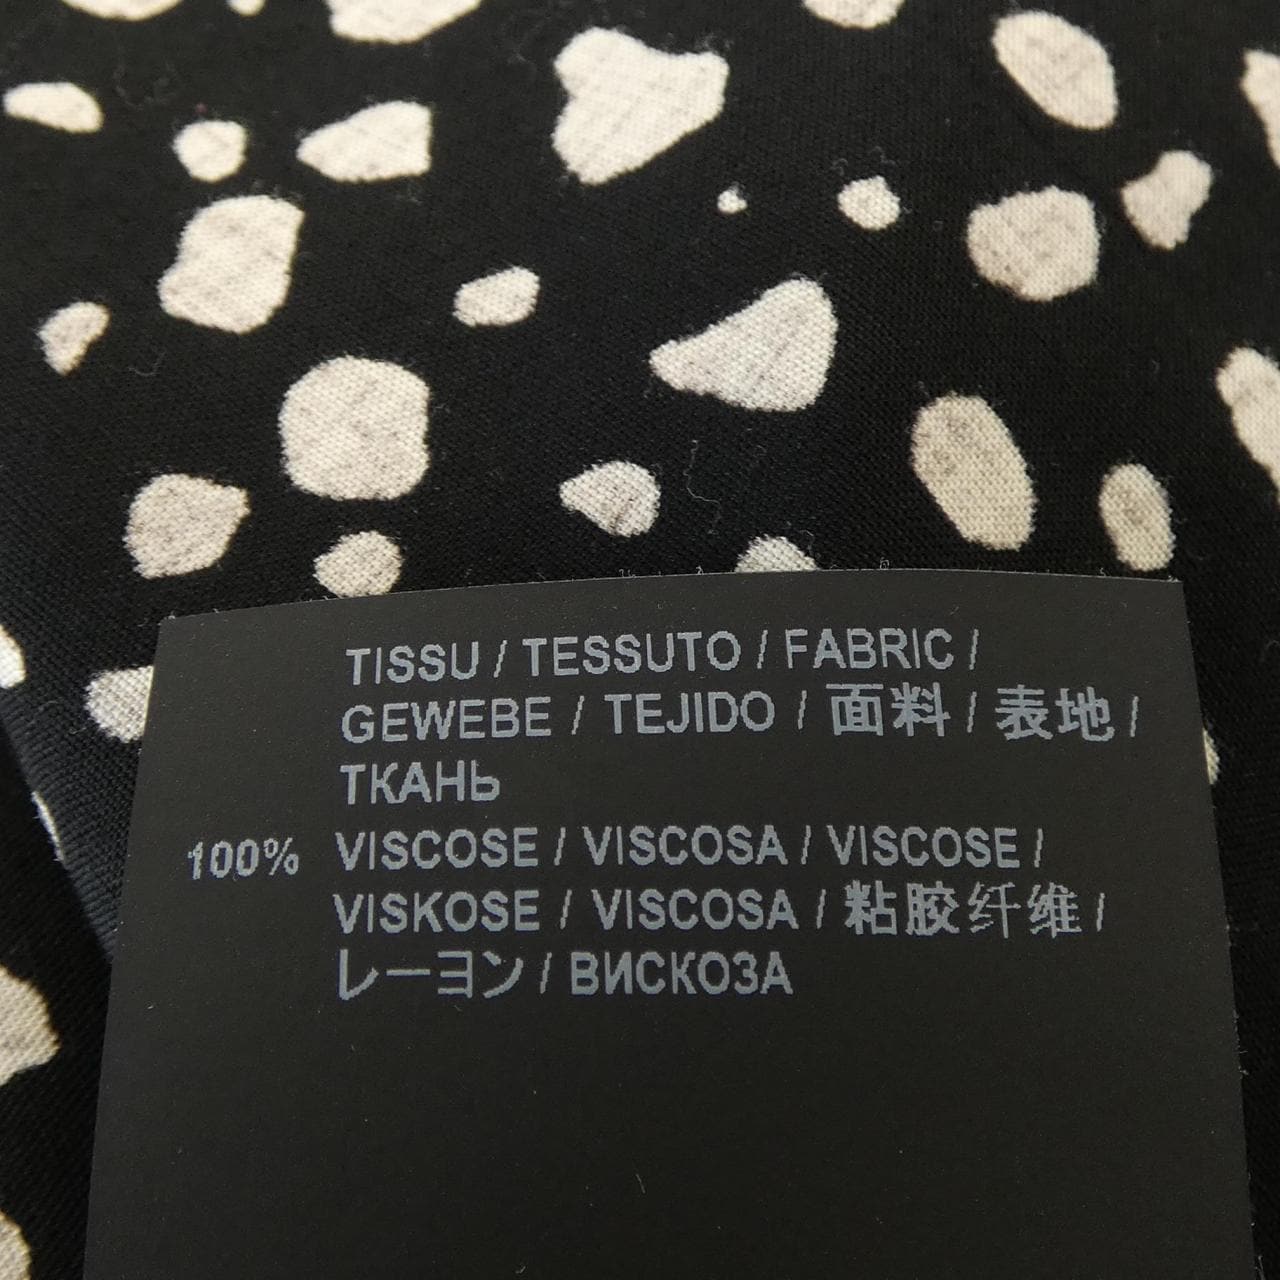 TISSU / TESSUTO / FABRIC /
GEWEBE / TEJIDO / 面料 / 表地 /
ТКАНЬ
100% VISCOSE / VISCOSA / VISCOSE /
VISKOSE / VISCOSA / 粘胶纤维 /
レーヨン / ВИСКОЗА